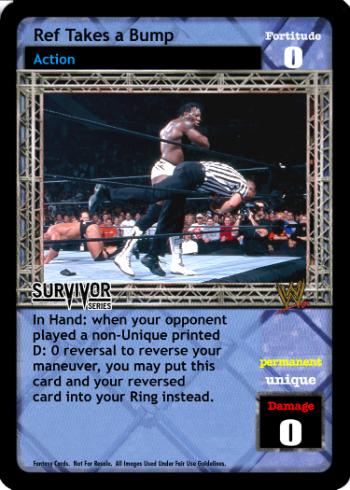 Ref Takes a Bump
Fortitude
0
Action
SURVIVOR
SERIES
W
In Hand: when your opponent
played a non-Unique printed
D: 0 reversal to reverse your
maneuver, you may put this
card and your reversed
card into your Ring instead.
permanent
unique
Damage
0
Fantasy Cards. Not For Resale. All Images Used Under Fair Use Guidelines.